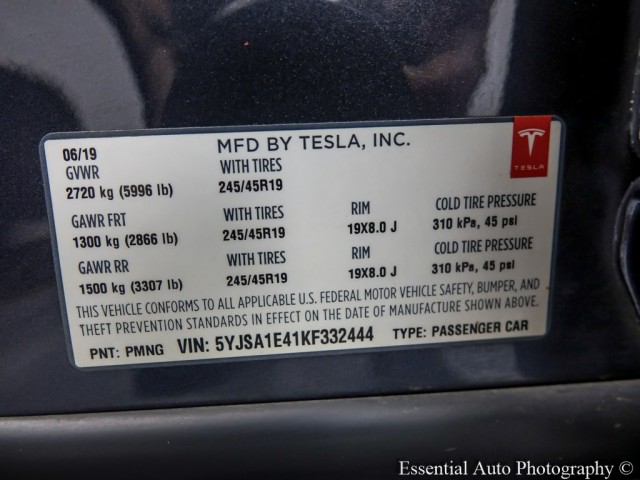 MFD BY TESLA, INC.
TESLA
06/19
GVWR WITH TIRES
2720 kg (5996 lb) 245/45R19
GAWR FRT WITH TIRES RIM COLD TIRE PRESSURE
1300 kg (2866 lb) 245/45R19 19X8.0 J 310 kPa, 45 psi
GAWR RR WITH TIRES RIM COLD TIRE PRESSURE
1500 kg (3307 lb) 245/45R19 19X8.0 J 310 kPa, 45 psi
THIS VEHICLE CONFORMS TO ALL APPLICABLE U.S. FEDERAL MOTOR VEHICLE SAFETY, BUMPER, AND
THEFT PREVENTION STANDARDS IN EFFECT ON THE DATE OF MANUFACTURE SHOWN ABOVE.
PNT: PMNG VIN: 5YJSA1E41KF332444 TYPE: PASSENGER CAR
Essential Auto Photography ©